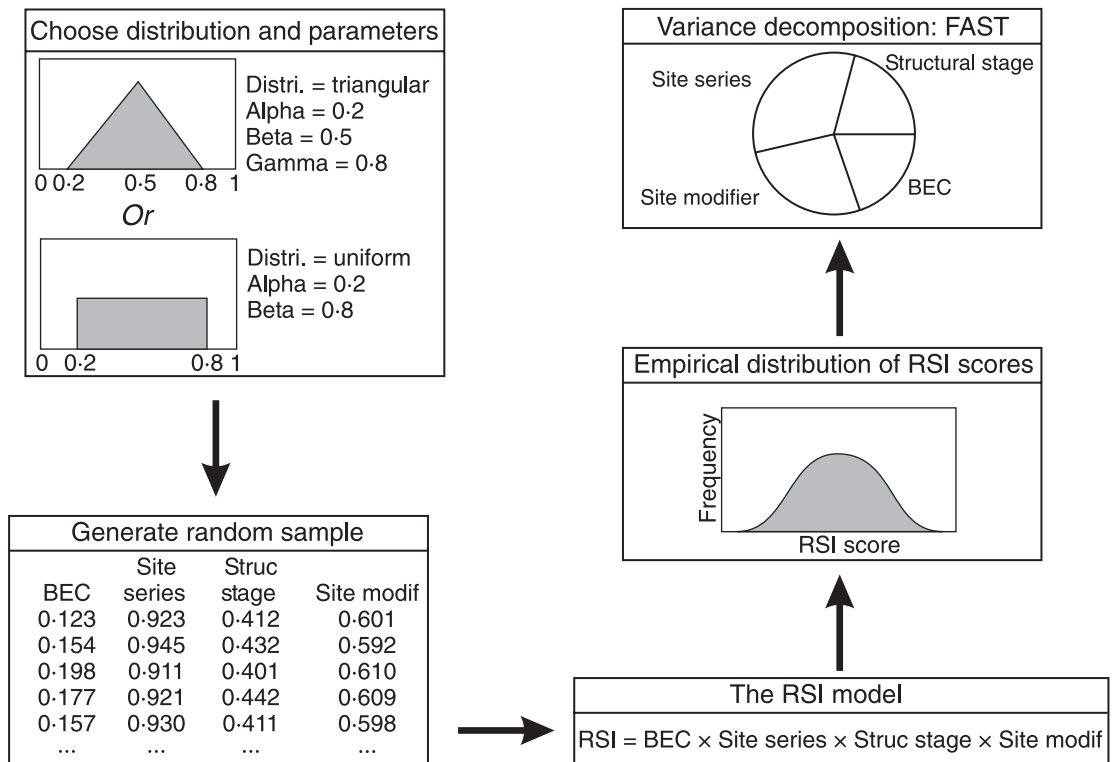 Choose distribution and parameters
Distri. = triangular
Alpha = 0·2
Beta = 0·5
Gamma = 0·8
0 0·2 0·5 0·8 1
Or
Distri. = uniform
Alpha = 0·2
Beta = 0·8
0 0·2 0·8 1
Generate random sample
BEC Site series Struc stage Site modif
0·123 0·923 0·412 0·601
0·154 0·945 0·432 0·592
0·198 0·911 0·401 0·610
0·177 0·921 0·442 0·609
0·157 0·930 0·411 0·598
... ... ... ...
The RSI model
RSI = BEC × Site series × Struc stage × Site modif
Empirical distribution of RSI scores
Frequency
RSI score
Variance decomposition: FAST
Site series
Structural stage
Site modifier
BEC